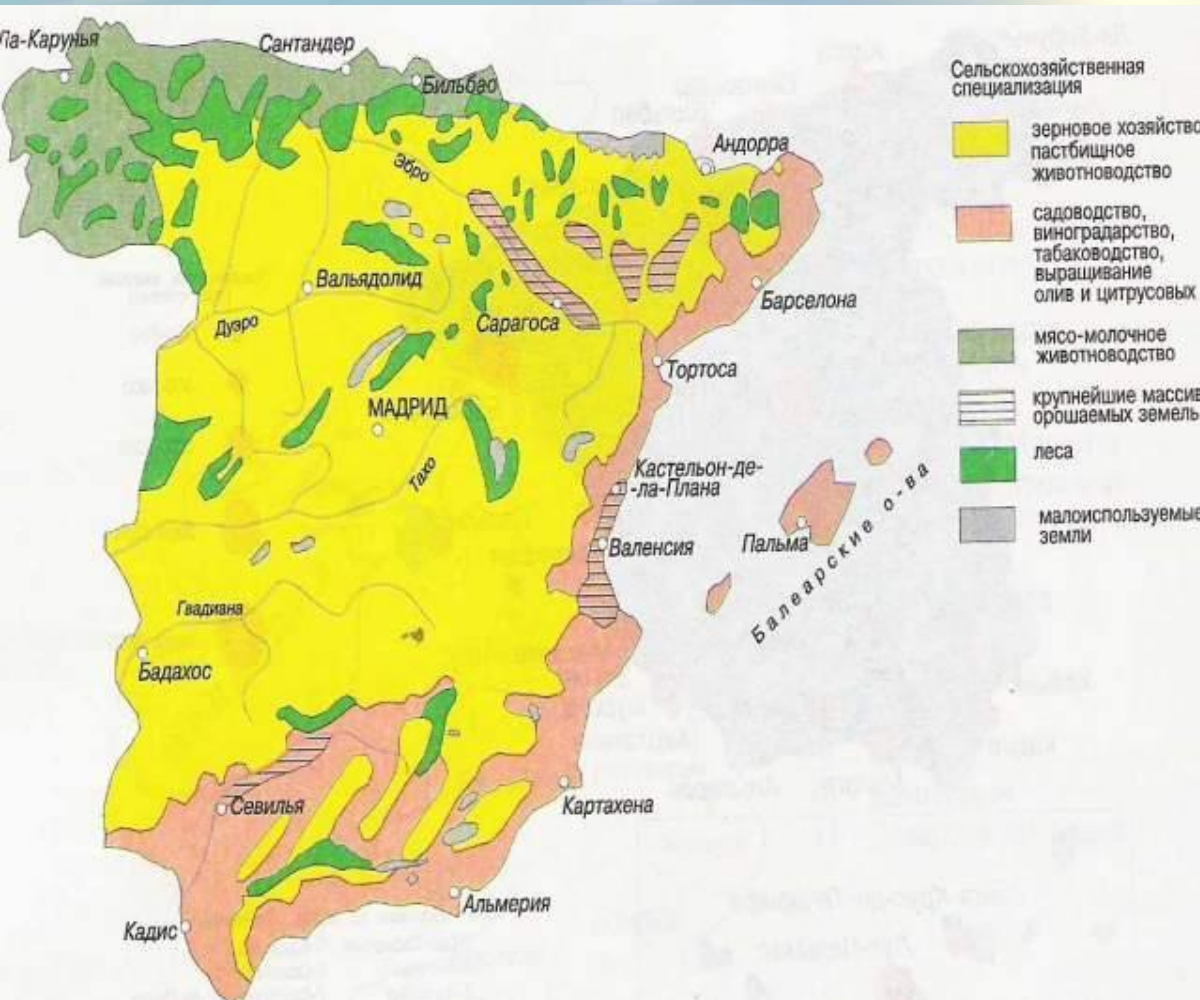 Ла-Карунья
Сантандер
Бильбао
Андорра
Эбро
Вальядолид
Дуэро
Сарагоса
Барселона
Тортоса
МАДРИД
Тахо
Кастельон-де-
-ла-Плана
Валенсия
Пальма
Балеарские о-ва
Гвадиана
Бадахос
Севилья
Картахена
Альмерия
Кадис
Сельскохозяйственная
специализация
зерновое хозяйство
пастбищное
животноводство
садоводство,
виноградарство,
табаководство,
выращивание
олив и цитрусовых
мясо-молочное
животноводство
крупнейшие массив
орошаемых земель
леса
малоиспользуемые
земли